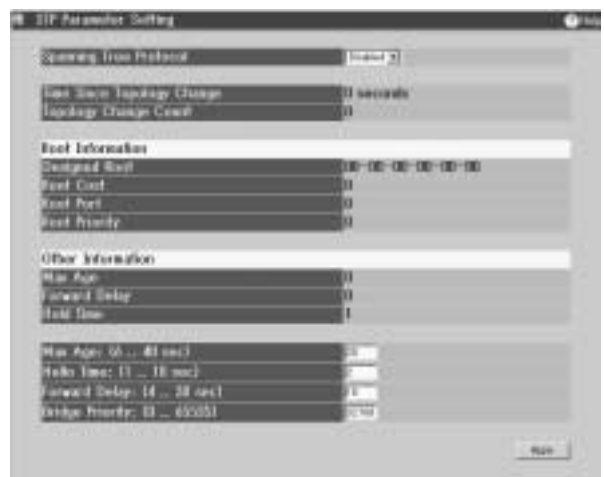 STP Parameter Setting
Help
Spanning Tree Protocol
Time Since Topology Change 0 seconds
Topology Change Count 0
Root Information
Designed Root 00-00-00-00-00-00
Root Cost 0
Root Port 0
Root Priority 0
Other Information
Max Age 0
Forward Delay 0
Hold Time 1
Max Age: (6 .. 40 sec)
Hello Time: (1 .. 10 sec)
Forward Delay: (4 .. 30 sec)
Bridge Priority: (0 .. 65535)
Apply